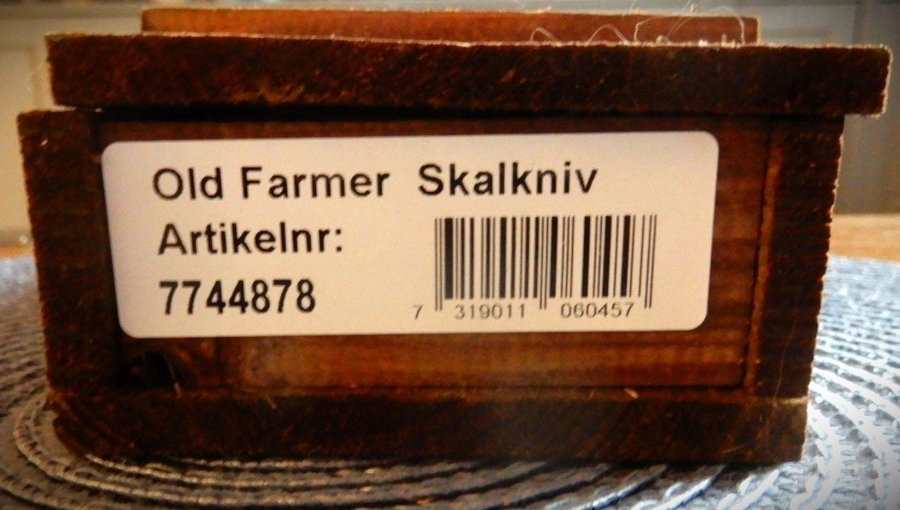 Old Farmer Skalkniv
Artikelnr:
7744878
7 319011 060457